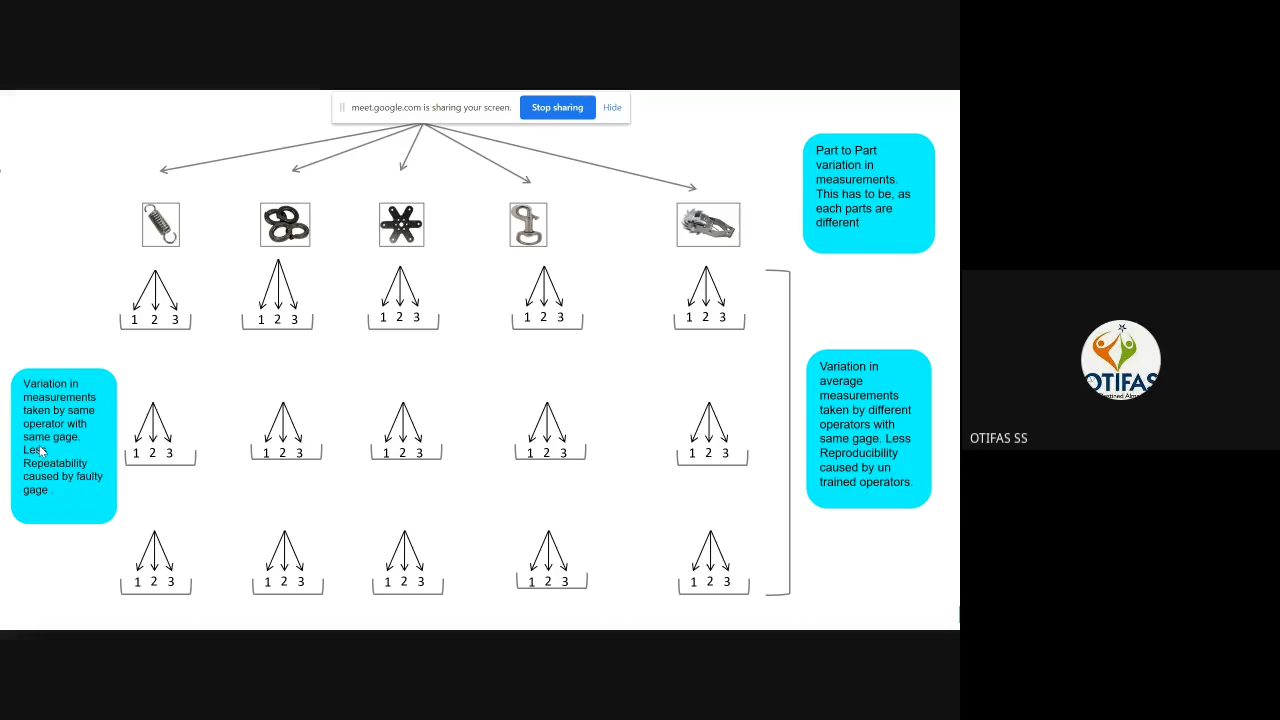 meet.google.com is sharing your screen.
Stop sharing
Hide
Part to Part
variation in
measurements.
This has to be, as
each parts are
different
1 2 3
1 2 3
1 2 3
1 2 3
1 2 3
Variation in
measurements
taken by same
operator with
same gage.
Less
Repeatability
caused by faulty
gage .
Variation in
average
measurements
taken by different
operators with
same gage. Less
Reproducibility
caused by un
trained operators.
1 2 3
1 2 3
1 2 3
1 2 3
1 2 3
1 2 3
1 2 3
1 2 3
1 2 3
1 2 3
OTIFAS
OTIFAS SS